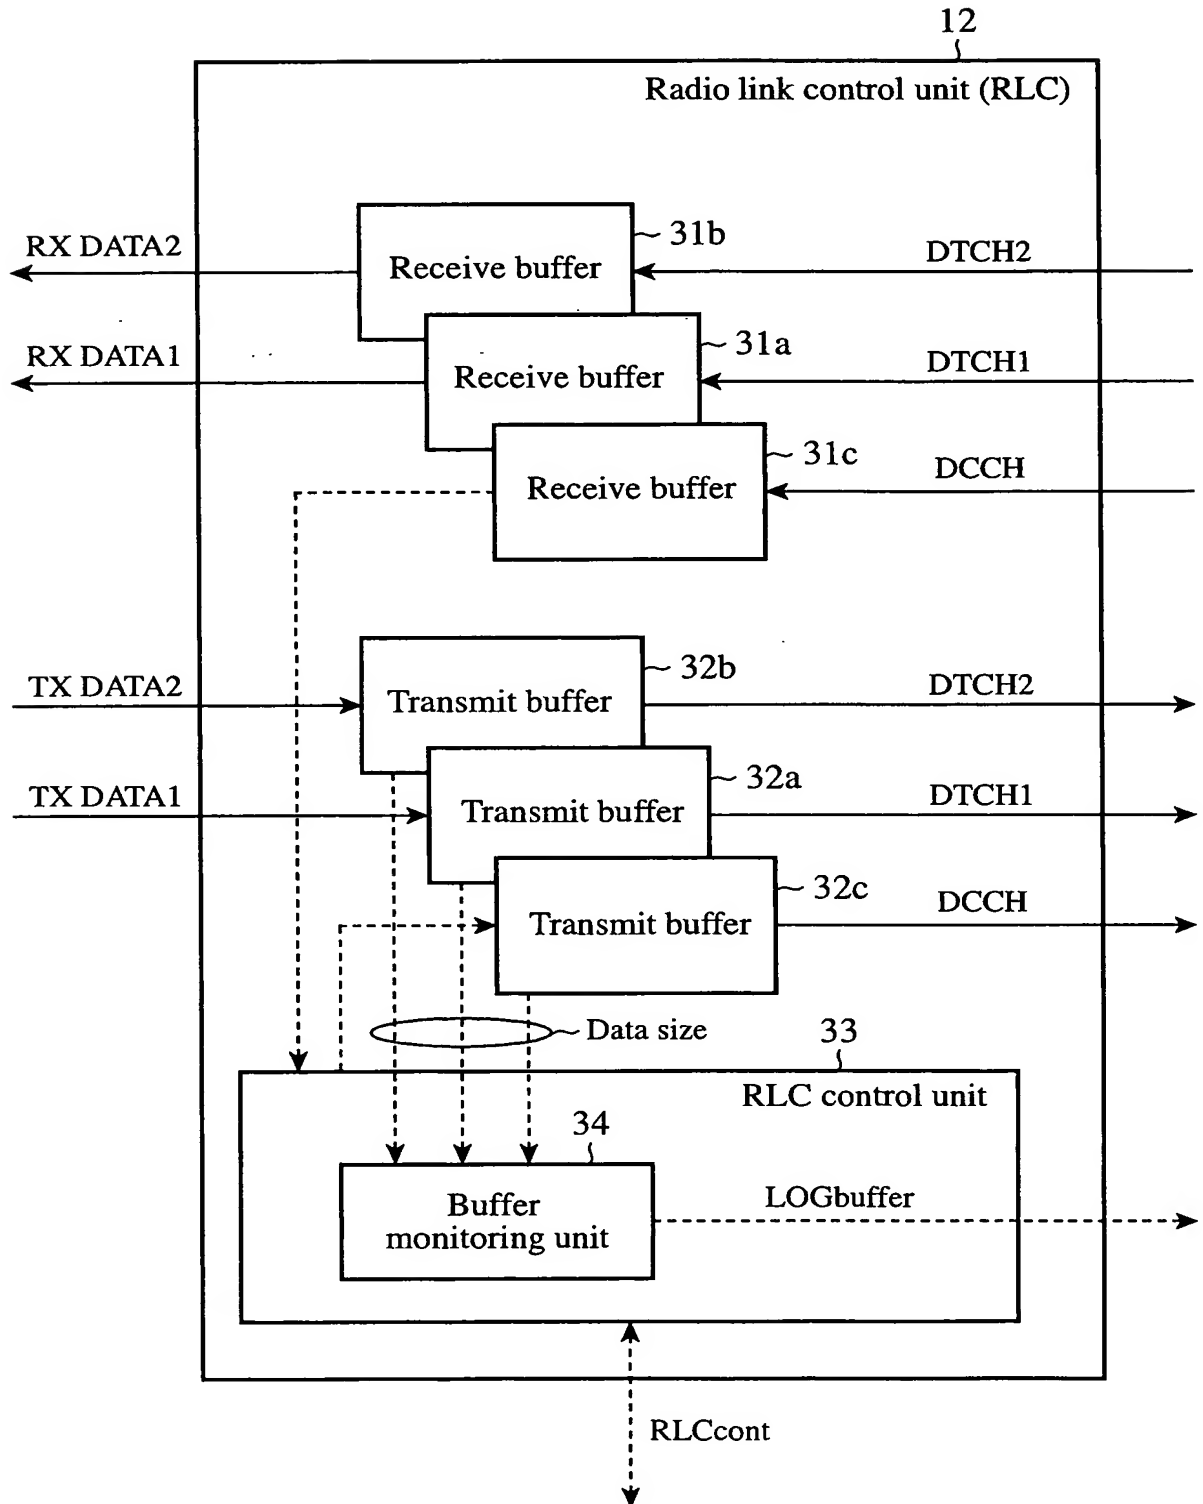 12
Radio link control unit (RLC)
RX DATA2
Receive buffer
31b
DTCH2
RX DATA1
Receive buffer
31a
DTCH1
Receive buffer
31c
DCCH
TX DATA2
Transmit buffer
32b
DTCH2
TX DATA1
Transmit buffer
32a
DTCH1
Transmit buffer
32c
DCCH
Data size
33
RLC control unit
34
Buffer
monitoring unit
LOGbuffer
RLCcont